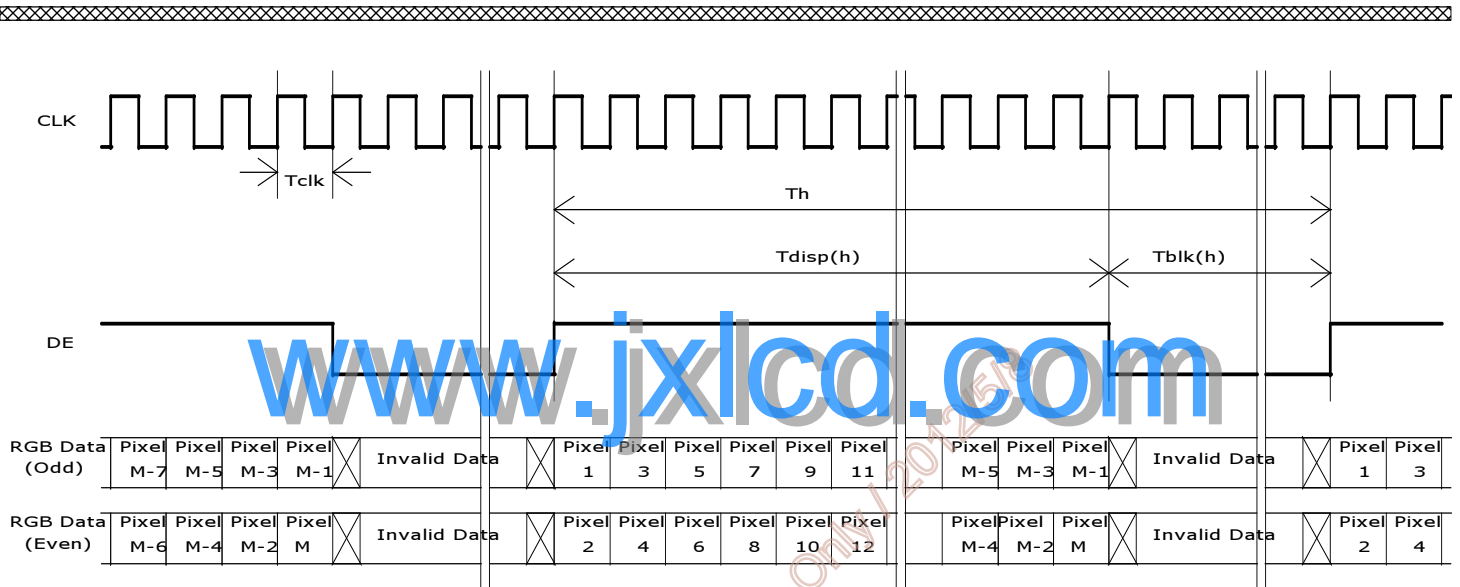 CLK
Tclk
Th
Tdisp(h) Tblk(h)
DE
www.jxlcd.com
Only / 2012/5/8
RGB Data Pixel Pixel Pixel Pixel Invalid Data Pixel Pixel Pixel Pixel Pixel Pixel Pixel Pixel Pixel Invalid Data Pixel Pixel
(Odd) M-7 M-5 M-3 M-1 1 3 5 7 9 11 M-5 M-3 M-1 1 3
RGB Data Pixel Pixel Pixel Pixel Invalid Data Pixel Pixel Pixel Pixel Pixel Pixel Pixel Pixel Pixel Invalid Data Pixel Pixel
(Even) M-6 M-4 M-2 M 2 4 6 8 10 12 M-4 M-2 M 2 4